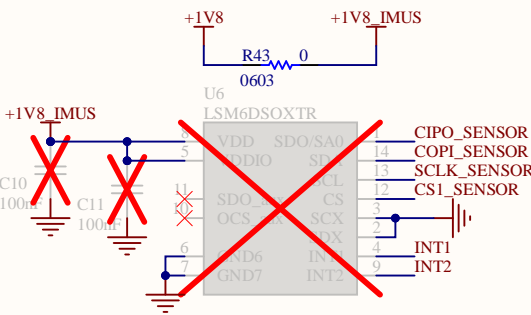 +1V8
+1V8_IMUS
R43
0
0603
U6
LSM6DSOXTR
+1V8_IMUS
8
VDD
SDO/SA0
1
CIPO_SENSOR
5
VDDIO
14
COPI_SENSOR
13
SCLK_SENSOR
C10
100nF
C11
100nF
11
CS
12
CS1_SENSOR
10
SCX
3
2
6
GND6
4
INT1
7
GND7
INT2
9
INT2